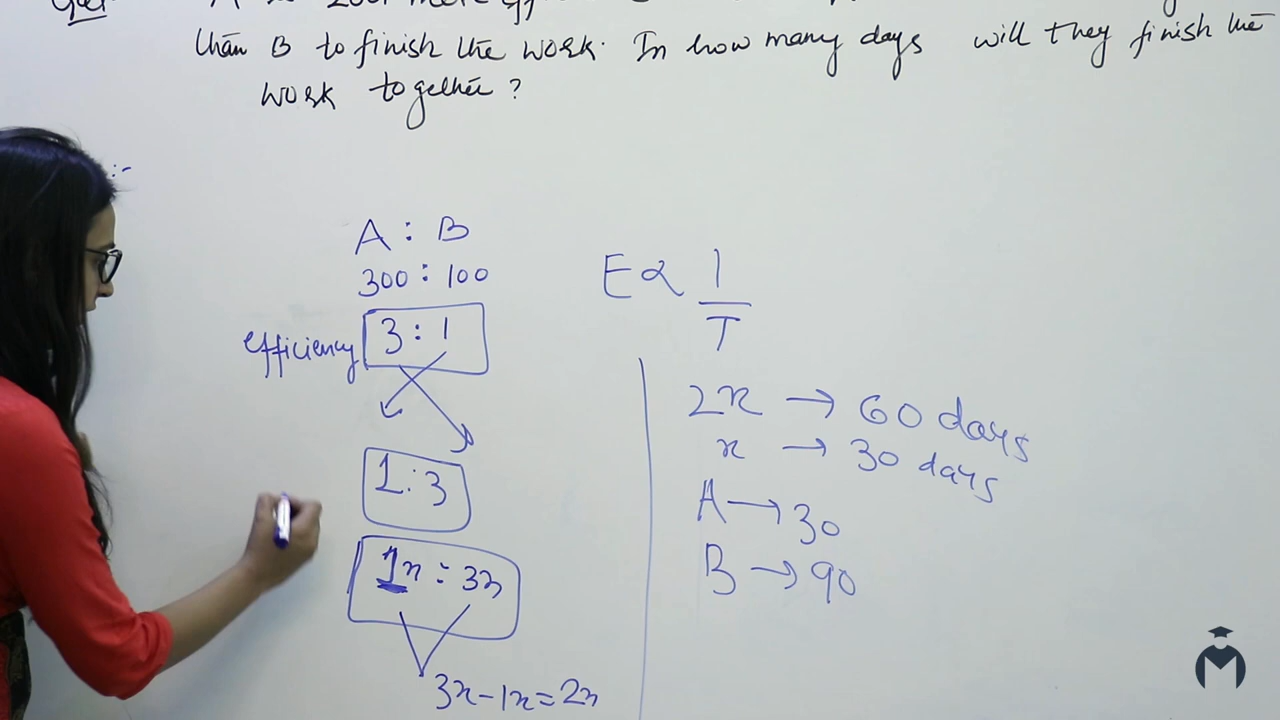 than B to finish the work. In how many days will they finish the
work together ?
:-
A : B
300 : 100
efficiency 3 : 1
1 : 3
1x : 3x
3x - 1x = 2x
E ∝ 1/T
2x → 60 days
x → 30 days
A → 30
B → 90